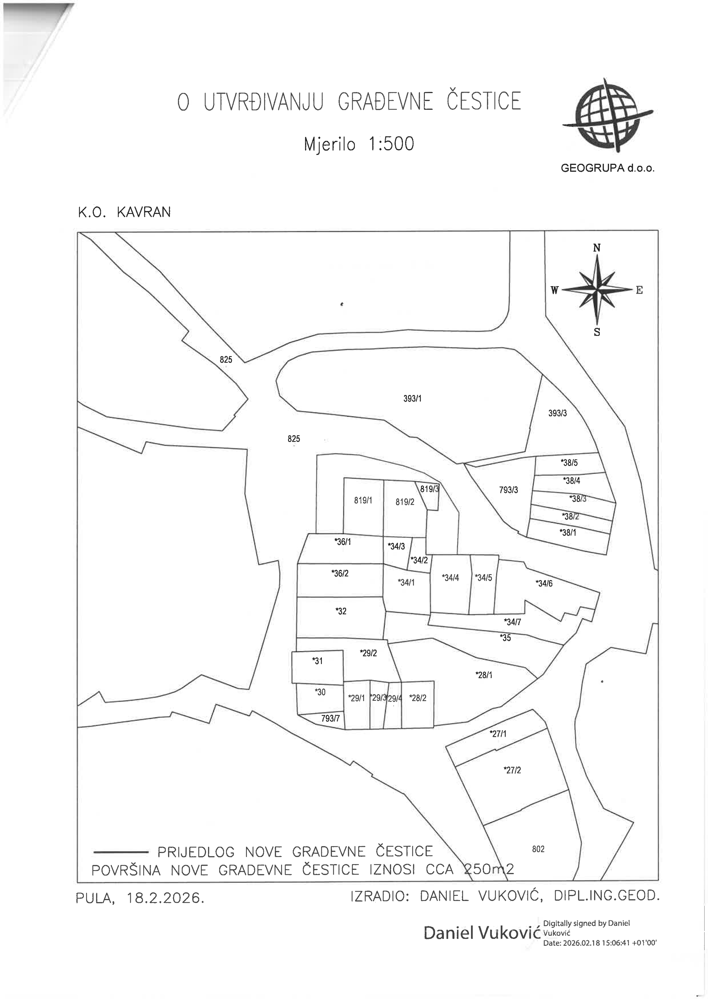 O UTVRĐIVANJU GRAĐEVNE ČESTICE
Mjerilo 1:500
GEOGRUPA d.o.o.
K.O. KAVRAN
N
W
E
S
825
393/1
393/3
825
*38/5
*38/4
793/3
819/3
*38/3
819/1
819/2
*38/2
*38/1
*36/1
*34/3
*34/2
*36/2
*34/1
*34/4
*34/5
*34/6
*32
*34/7
*35
*29/2
*31
*28/1
*30
*29/1
*29/3
*29/4
*28/2
793/7
*27/1
*27/2
802
PRIJEDLOG NOVE GRADEVNE ČESTICE
POVRŠINA NOVE GRADEVNE ČESTICE IZNOSI CCA 250m2
PULA, 18.2.2026.
IZRADIO: DANIEL VUKOVIĆ, DIPL.ING.GEOD.
Daniel Vuković
Digitally signed by Daniel
Vuković
Date: 2026.02.18 15:06:41 +01'00'